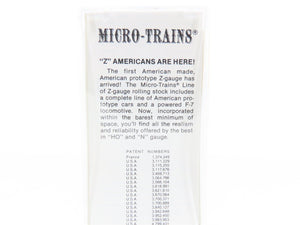 MICRO-TRAINS®
"Z" AMERICANS ARE HERE!
The first American made,
American prototype Z-gauge has
arrived! The Micro-Trains® Line
of Z-gauge rolling stock includes
a complete line of American pro-
totype cars and a powered F-7
locomotive. Now, incorporated
within the barest minimum of
space, you'll find all the realism
and reliability offered by the best
in "HO" and "N" gauge.
PATENT NUMBERS
France
U.S.A.
U.S.A.
U.S.A.
U.S.A.
U.S.A.
U.S.A.
U.S.A.
U.S.A.
U.S.A.
U.S.A.
U.S.A.
U.S.A.
U.S.A.